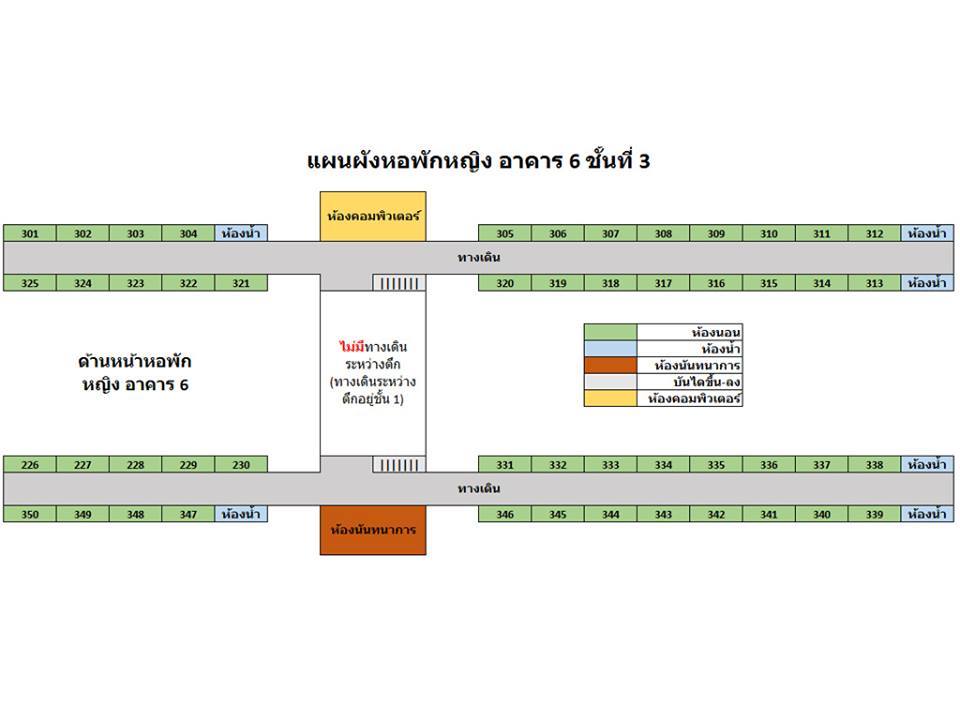 แผนผังหอพักหญิง อาคาร 6 ชั้นที่ 3
ห้องคอมพิวเตอร์
301 302 303 304 ห้องน้ำ 305 306 307 308 309 310 311 312 ห้องน้ำ
ทางเดิน
325 324 323 322 321 320 319 318 317 316 315 314 313 ห้องน้ำ
ด้านหน้าหอพัก
หญิง อาคาร 6
ไม่มีทางเดิน
ระหว่างตึก
(ทางเดินระหว่าง
ตึกอยู่ชั้น 1)
ห้องนอน
ห้องน้ำ
ห้องนันทนาการ
บันไดขึ้น-ลง
ห้องคอมพิวเตอร์
226 227 228 229 230 331 332 333 334 335 336 337 338 ห้องน้ำ
ทางเดิน
350 349 348 347 ห้องน้ำ 346 345 344 343 342 341 340 339 ห้องน้ำ
ห้องนันทนาการ